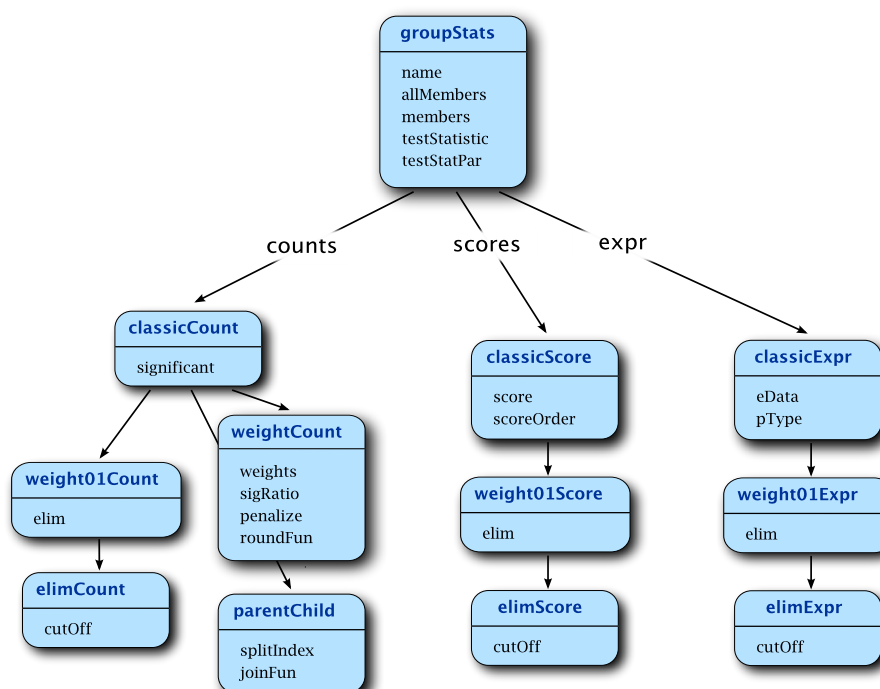 groupStats
name
allMembers
members
testStatistic
testStatPar
counts
scores
expr
classicCount
significant
classicScore
score
scoreOrder
classicExpr
eData
pType
weight01Count
elim
weightCount
weights
sigRatio
penalize
roundFun
weight01Score
elim
weight01Expr
elim
elimCount
cutOff
parentChild
splitIndex
joinFun
elimScore
cutOff
elimExpr
cutOff